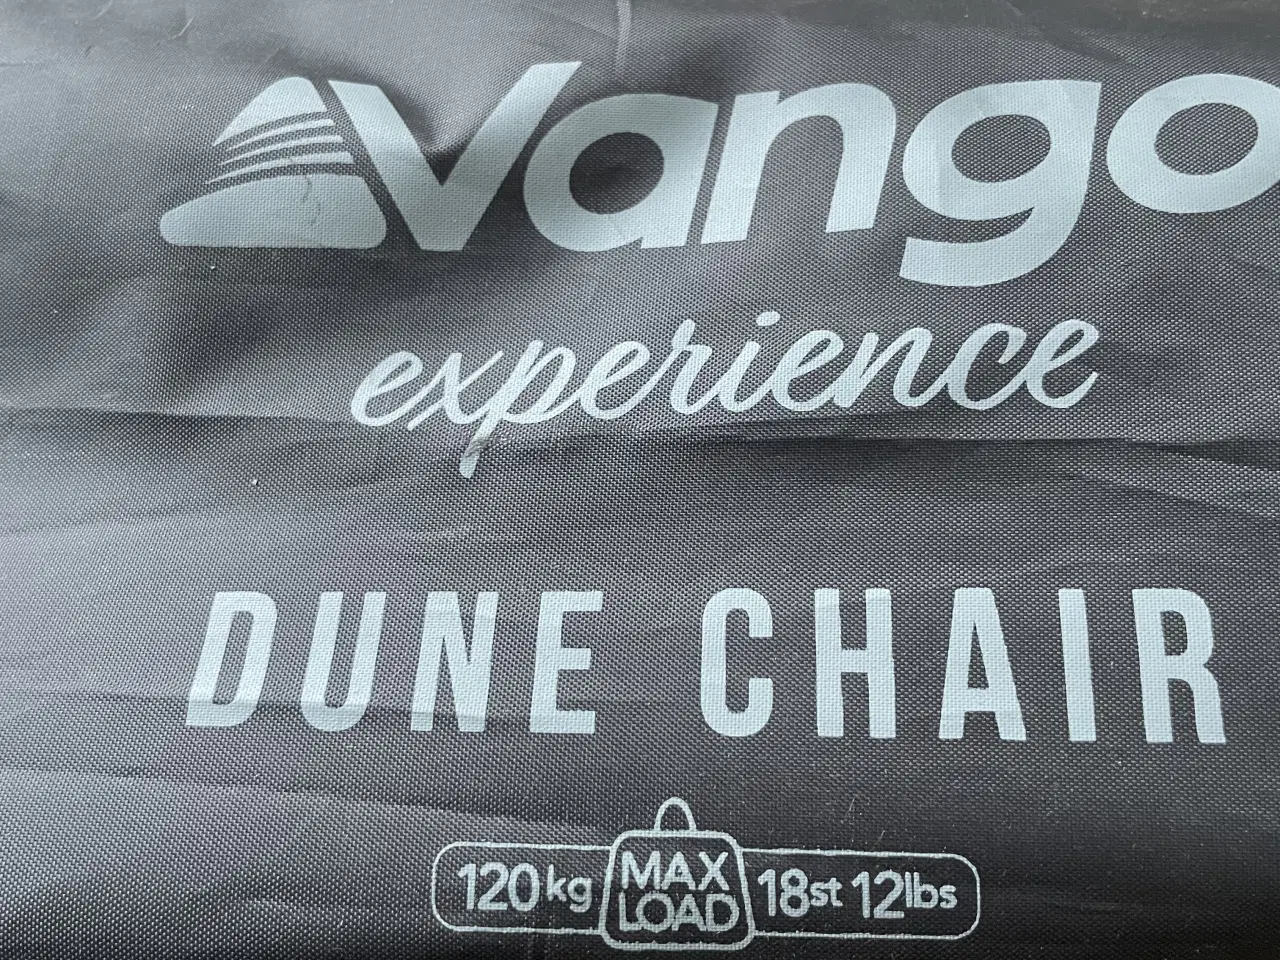 Vango
experience
DUNE CHAIR
120kg MAX LOAD 18st 12lbs